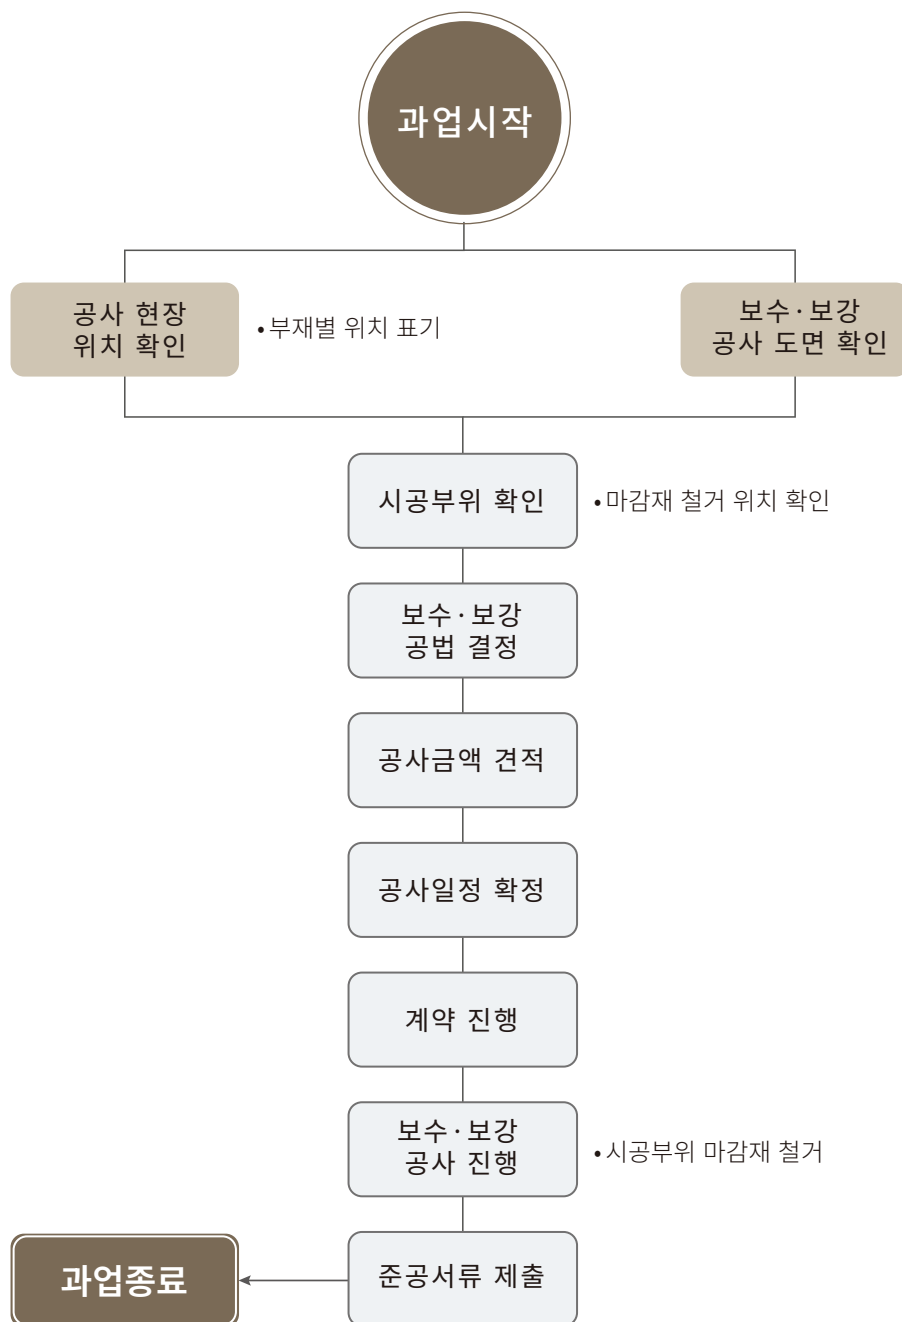 과업시작
공사 현장
위치 확인
•부재별 위치 표기
보수·보강
공사 도면 확인
시공부위 확인
•마감재 철거 위치 확인
보수·보강
공법 결정
공사금액 견적
공사일정 확정
계약 진행
보수·보강
공사 진행
•시공부위 마감재 철거
과업종료
준공서류 제출